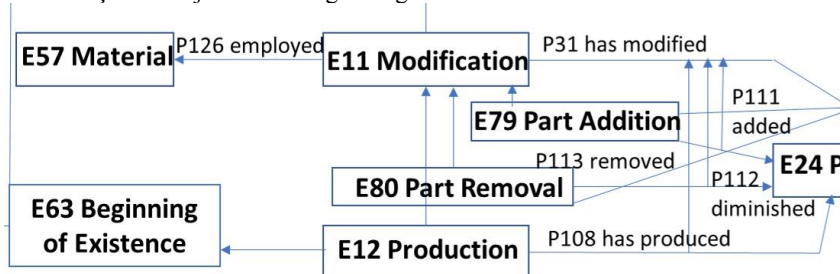 E57 Material
P126 employed
E11 Modification
P31 has modified
E79 Part Addition
P111
added
P113 removed
E24 P
E80 Part Removal
P112
diminished
E63 Beginning
of Existence
E12 Production
P108 has produced